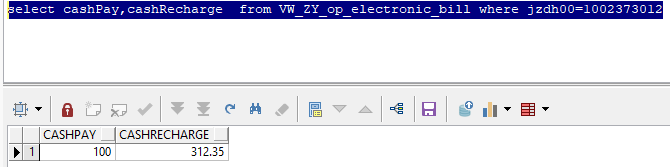 select cashPay,cashRecharge  from VW_ZY_op_electronic_bill where jzdh00=1002373012
CASHPAY CASHRECHARGE
1 100 312.35